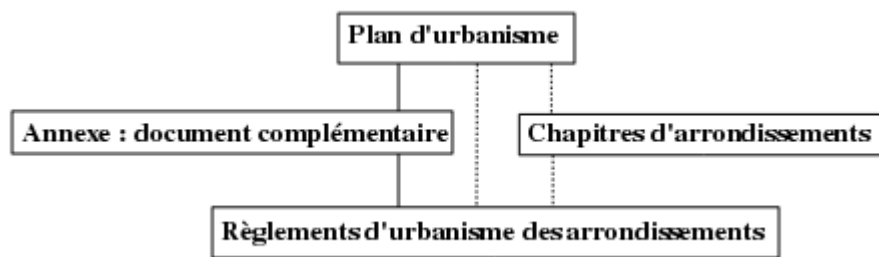 Plan d'urbanisme
Annexe : document complémentaire
Chapitres d'arrondissements
Règlements d'urbanisme des arrondissements